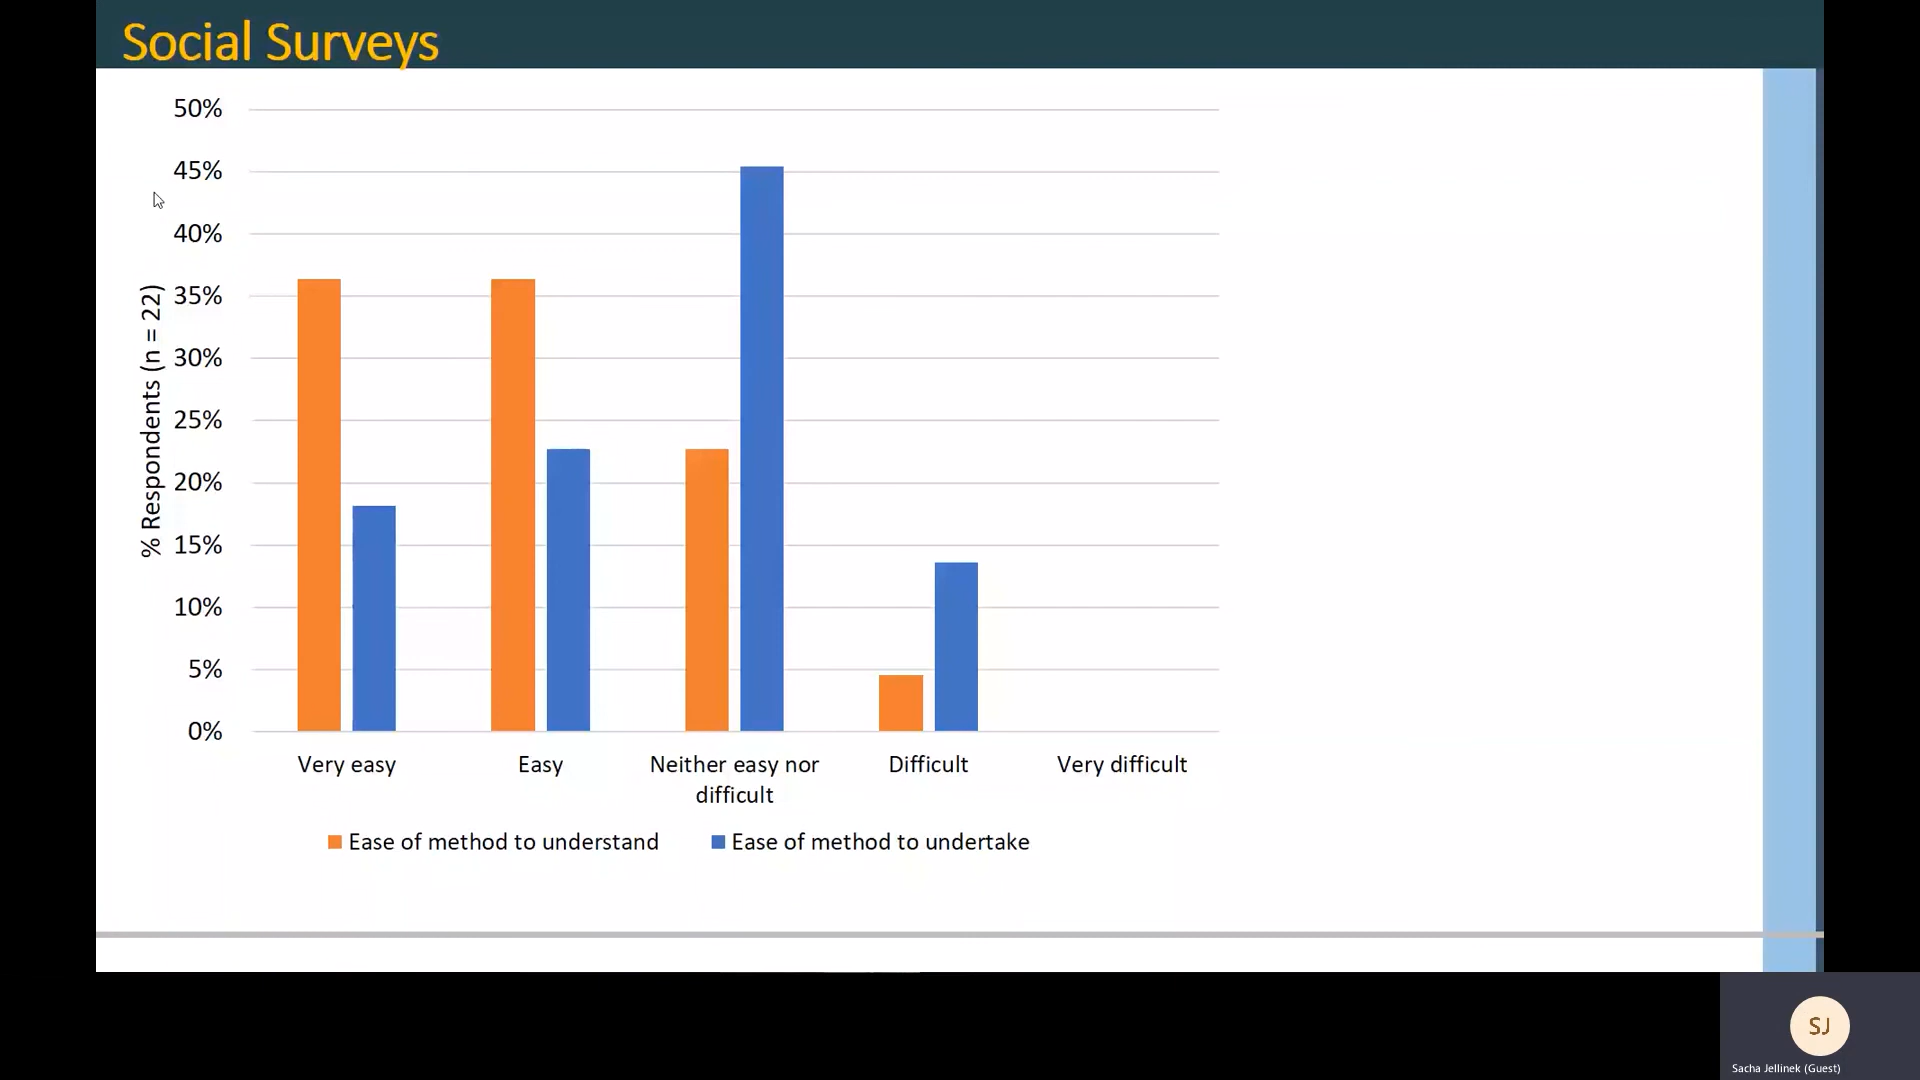 Social Surveys
50%
45%
40%
35%
30%
25%
20%
15%
10%
5%
0%
% Respondents (n = 22)
Very easy
Easy
Neither easy nor
difficult
Difficult
Very difficult
Ease of method to understand
Ease of method to undertake
SJ
Sacha Jellinek (Guest)